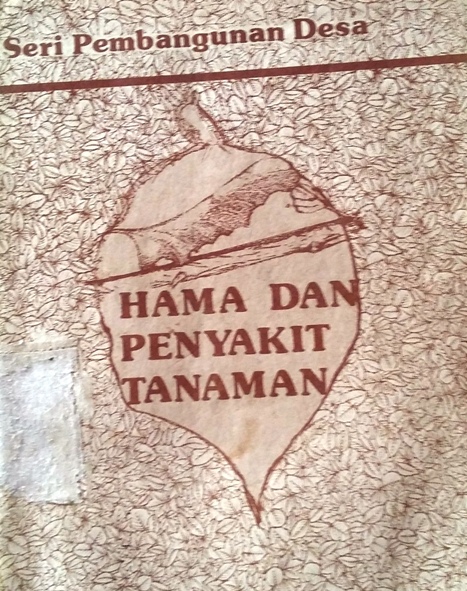 Seri Pembangunan Desa
HAMA DAN
PENYAKIT
TANAMAN